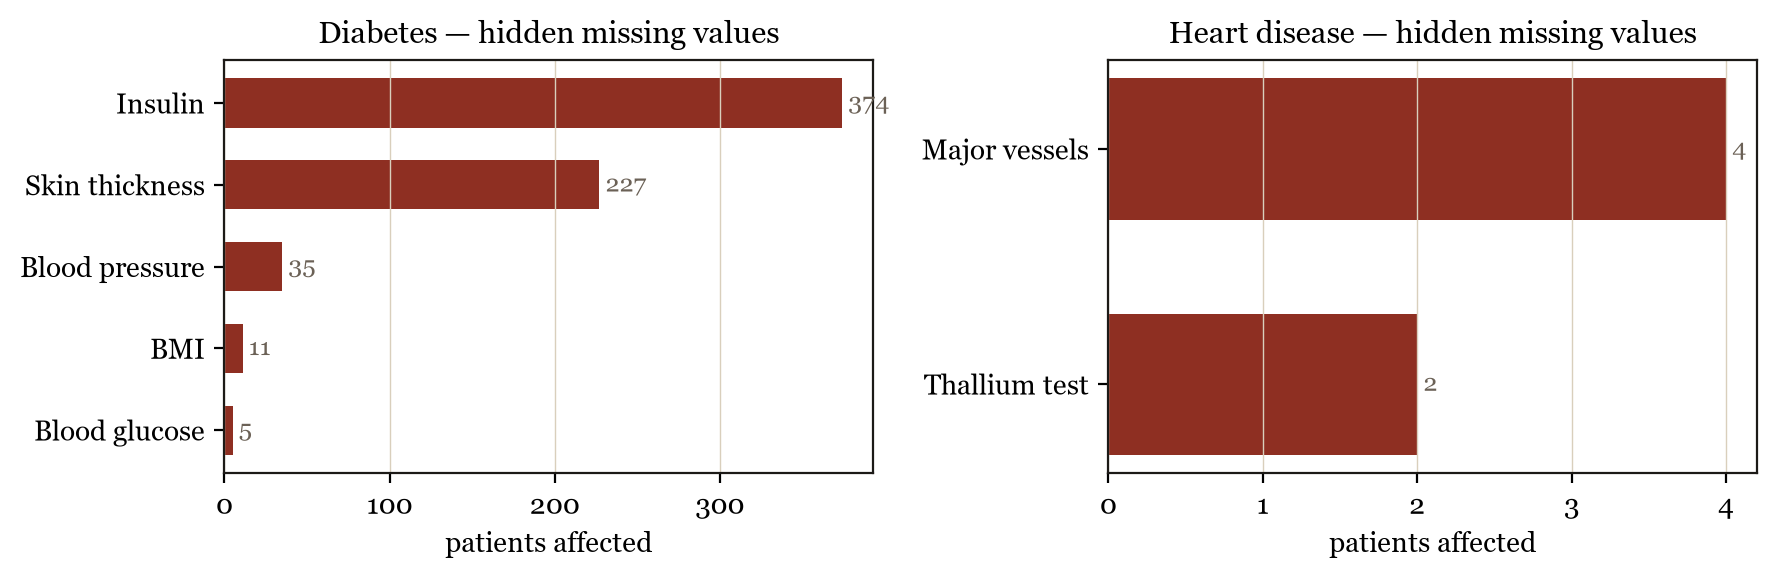 Diabetes — hidden missing values
Insulin
374
Skin thickness
227
Blood pressure
35
BMI
11
Blood glucose
5
0 100 200 300
patients affected
Heart disease — hidden missing values
Major vessels
4
Thallium test
2
0 1 2 3 4
patients affected